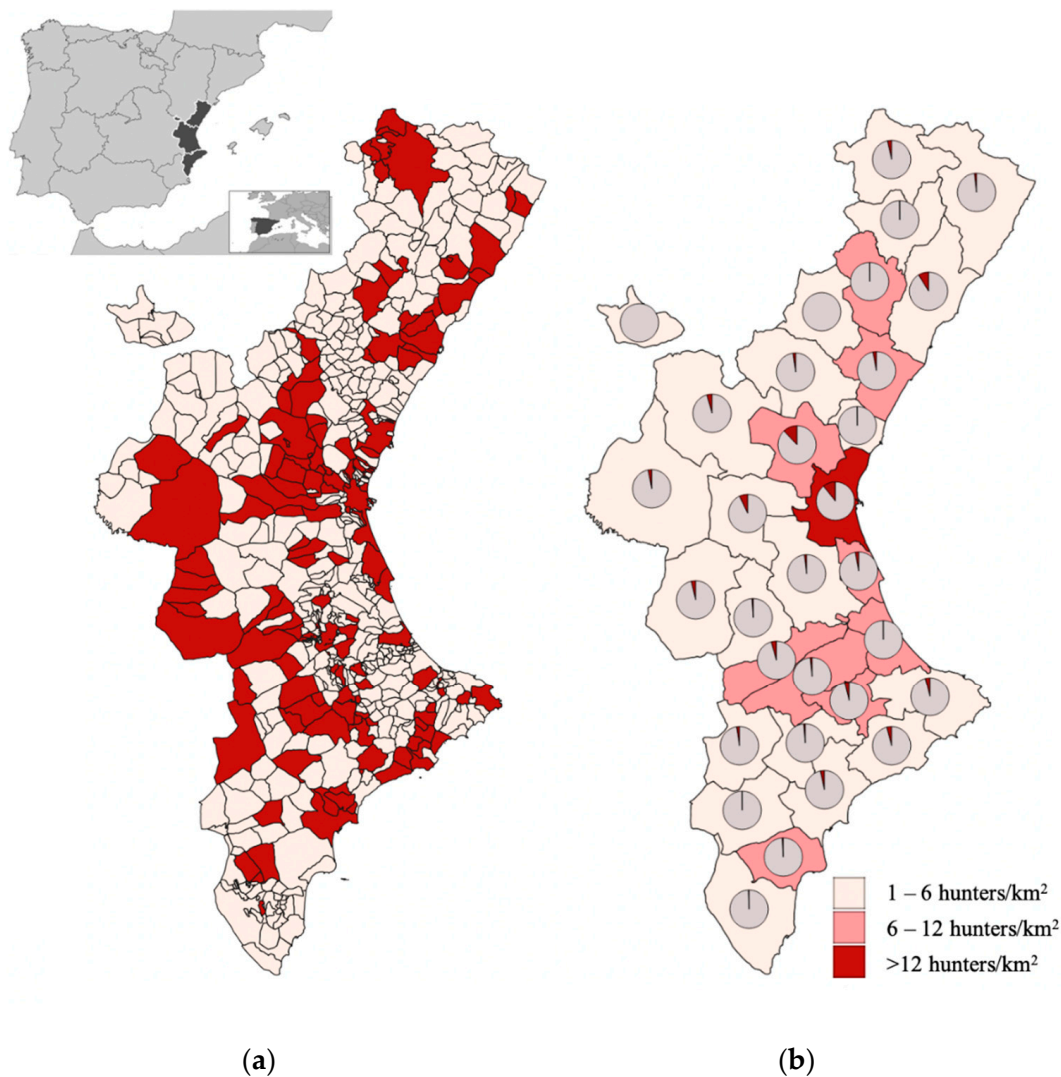 1 – 6 hunters/km²
6 – 12 hunters/km²
>12 hunters/km²
(a)
(b)